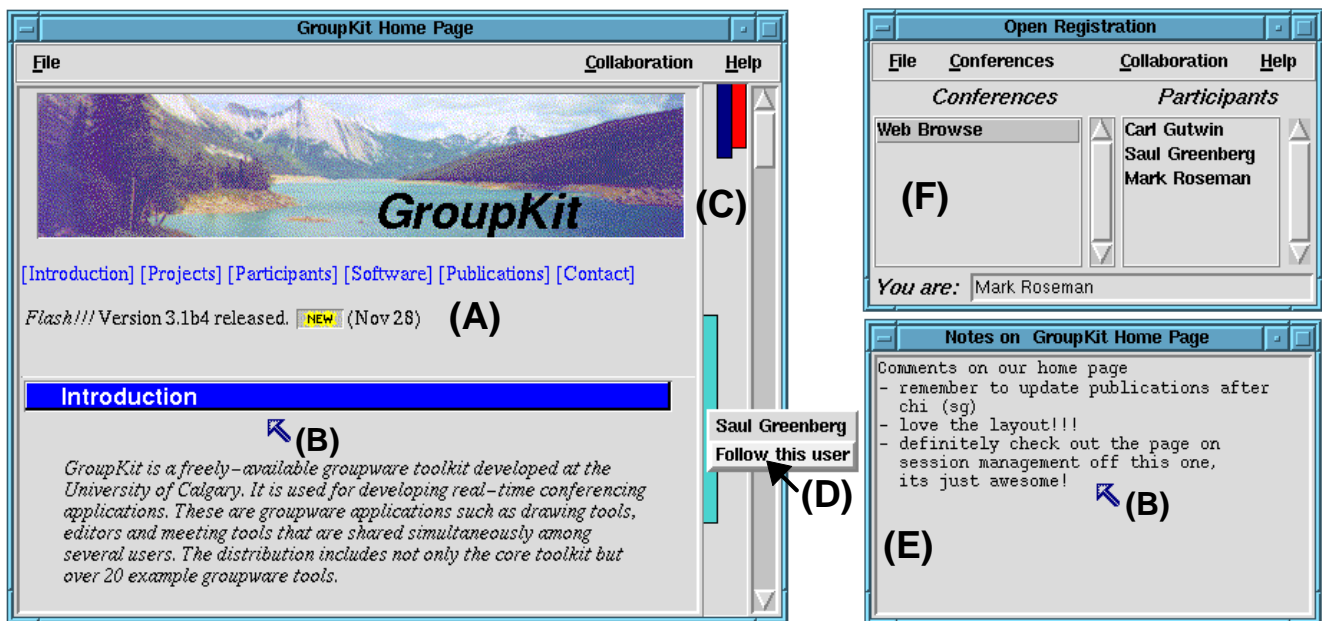 GroupKit Home Page
File Collaboration Help
GroupKit
(C)
[Introduction] [Projects] [Participants] [Software] [Publications] [Contact]
Flash!!! Version 3.1b4 released. NEW (Nov 28)
(A)
Introduction
(B)
GroupKit is a freely-available groupware toolkit developed at the
University of Calgary. It is used for developing real-time conferencing
applications. These are groupware applications such as drawing tools,
editors and meeting tools that are shared simultaneously among
several users. The distribution includes not only the core toolkit but
over 20 example groupware tools.
Saul Greenberg
Follow this user
(D)
Open Registration
File Conferences Collaboration Help
Conferences Participants
Web Browse
(F)
Carl Gutwin
Saul Greenberg
Mark Roseman
You are: Mark Roseman
Notes on GroupKit Home Page
Comments on our home page
- remember to update publications after
chi (sg)
- love the layout!!!
- definitely check out the page on
session management off this one,
its just awesome!
(B)
(E)